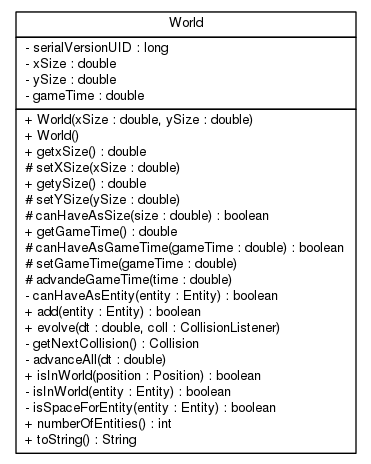 World
- serialVersionUID : long
- xSize : double
- ySize : double
- gameTime : double
+ World(xSize : double, ySize : double)
+ World()
+ getxSize() : double
# setXSize(xSize : double)
+ getySize() : double
# setYSize(ySize : double)
# canHaveAsSize(size : double) : boolean
+ getGameTime() : double
# canHaveAsGameTime(gameTime : double) : boolean
# setGameTime(gameTime : double)
# advandeGameTime(time : double)
- canHaveAsEntity(entity : Entity) : boolean
+ add(entity : Entity) : boolean
+ evolve(dt : double, coll : CollisionListener)
- getNextCollision() : Collision
- advanceAll(dt : double)
+ isInWorld(position : Position) : boolean
- isInWorld(entity : Entity) : boolean
- isSpaceForEntity(entity : Entity) : boolean
+ numberOfEntities() : int
+ toString() : String